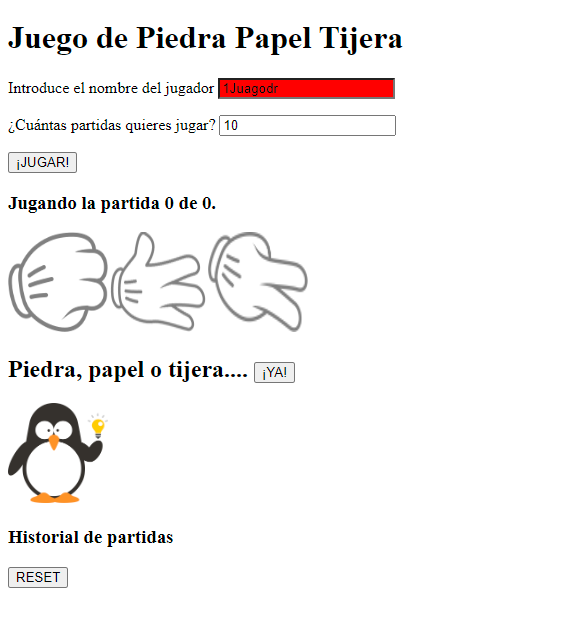 Juego de Piedra Papel Tijera
Introduce el nombre del jugador 1Juagodr
¿Cuántas partidas quieres jugar? 10
¡JUGAR!
Jugando la partida 0 de 0.
Piedra, papel o tijera.... ¡YA!
Historial de partidas
RESET